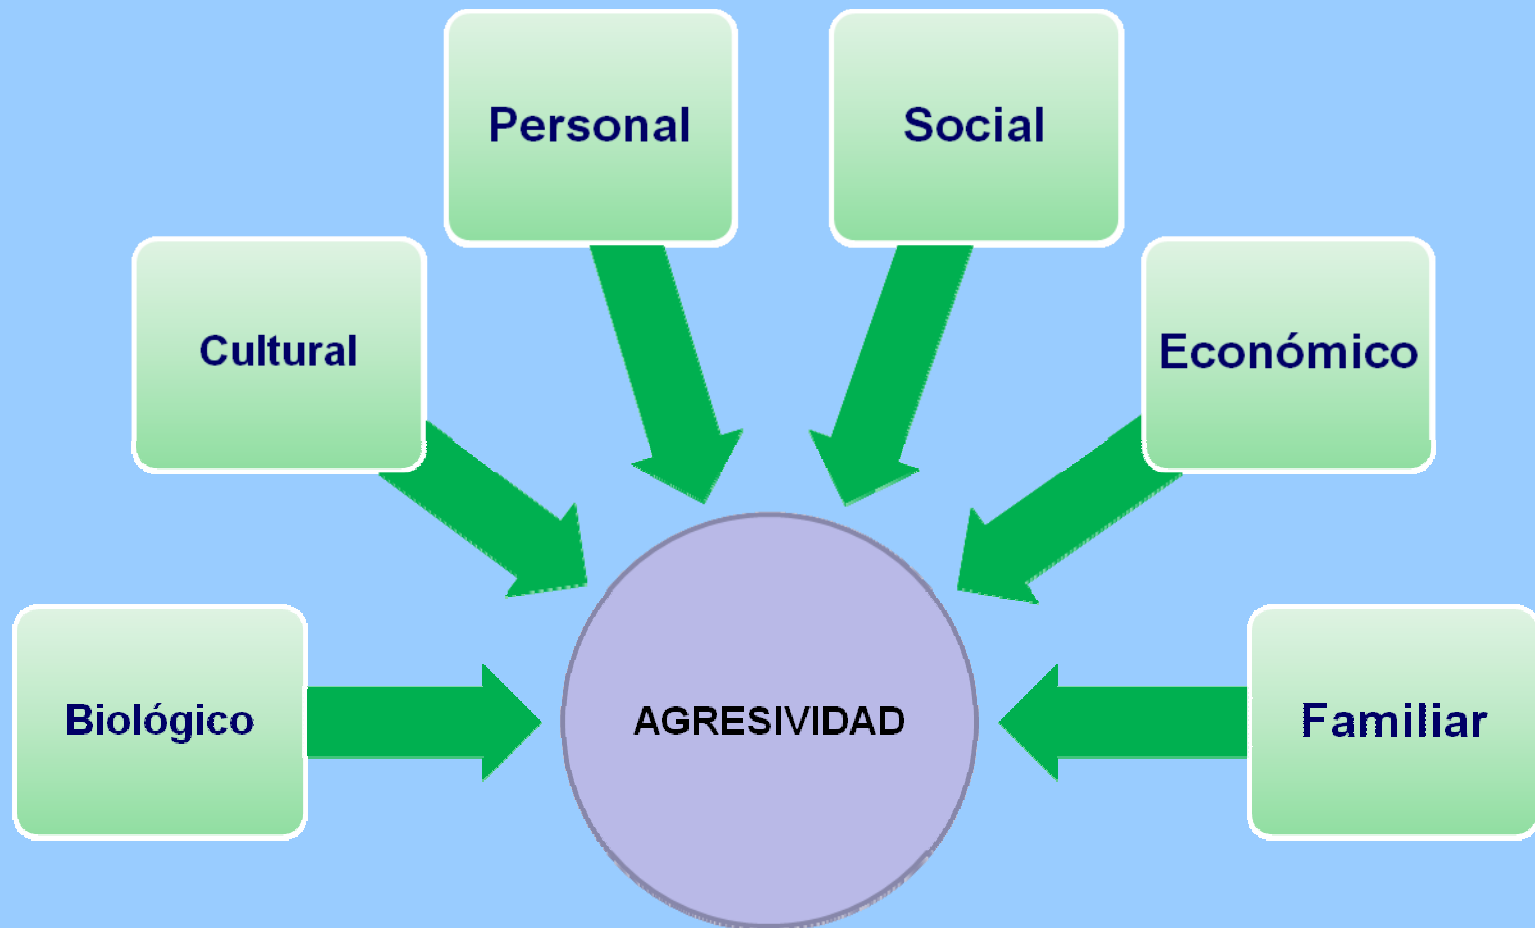 Personal
Social
Cultural
Económico
Biológico
AGRESIVIDAD
Familiar